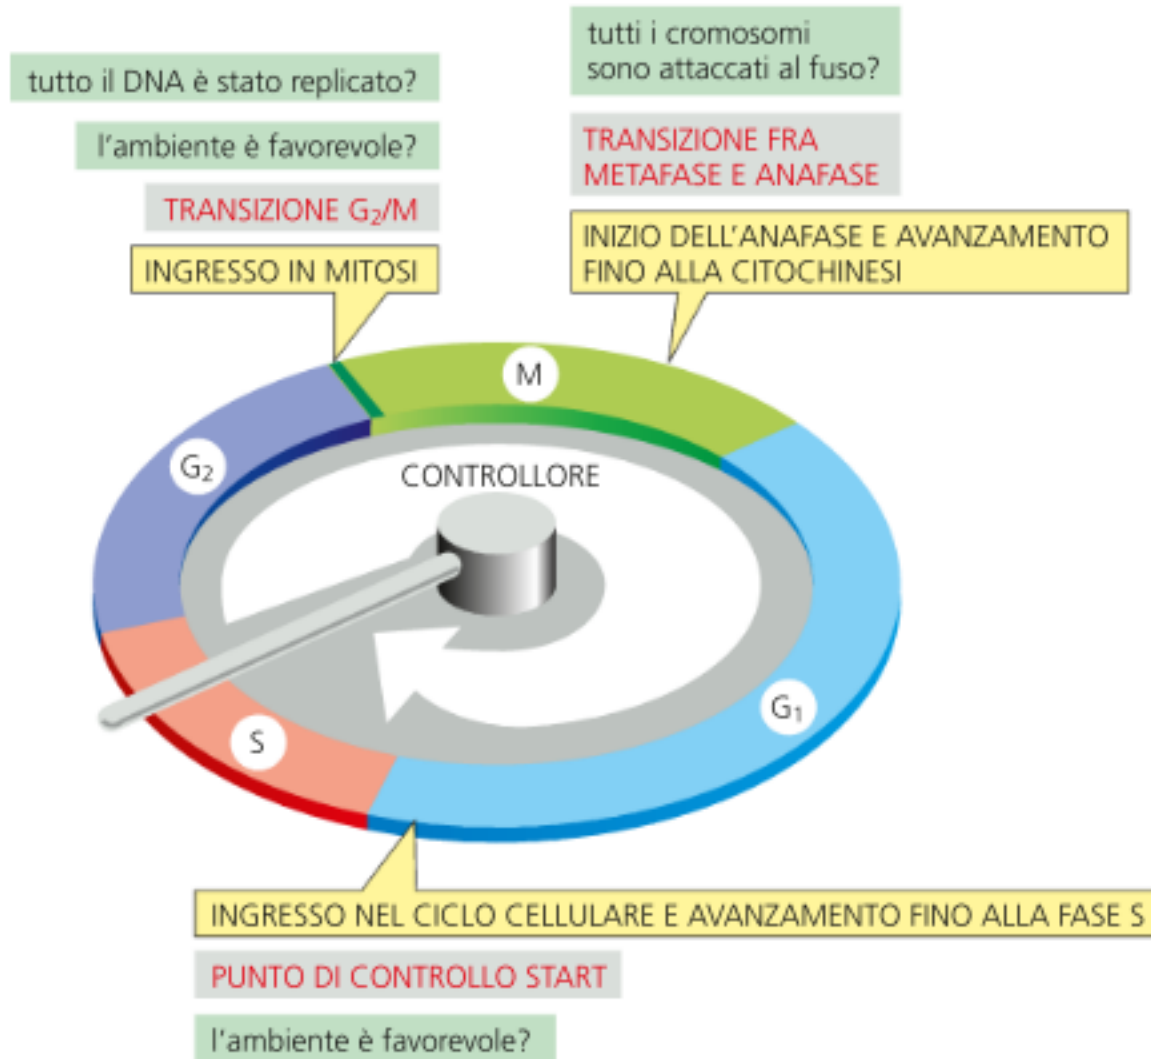 tutto il DNA è stato replicato?
l'ambiente è favorevole?
TRANSIZIONE G₂/M
INGRESSO IN MITOSI
tutti i cromosomi
sono attaccati al fuso?
TRANSIZIONE FRA
METAFASE E ANAFASE
INIZIO DELL'ANAFASE E AVANZAMENTO
FINO ALLA CITOCHINESI
M
G₂
CONTROLLORE
G₁
S
INGRESSO NEL CICLO CELLULARE E AVANZAMENTO FINO ALLA FASE S
PUNTO DI CONTROLLO START
l'ambiente è favorevole?